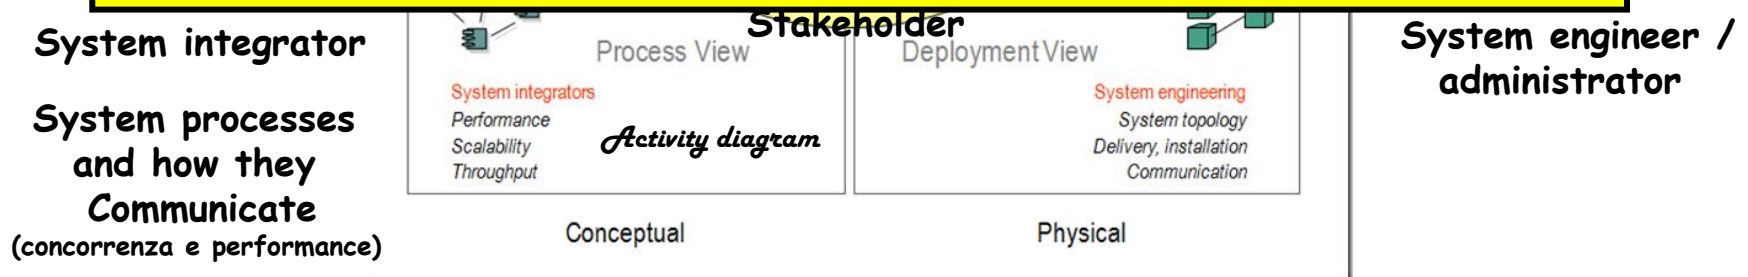 Stakeholder
System integrator
System processes
and how they
Communicate
(concorrenza e performance)
Process View
System integrators
Performance
Scalability
Throughput
Activity diagram
Conceptual
Deployment View
System engineering
System topology
Delivery, installation
Communication
Physical
System engineer /
administrator